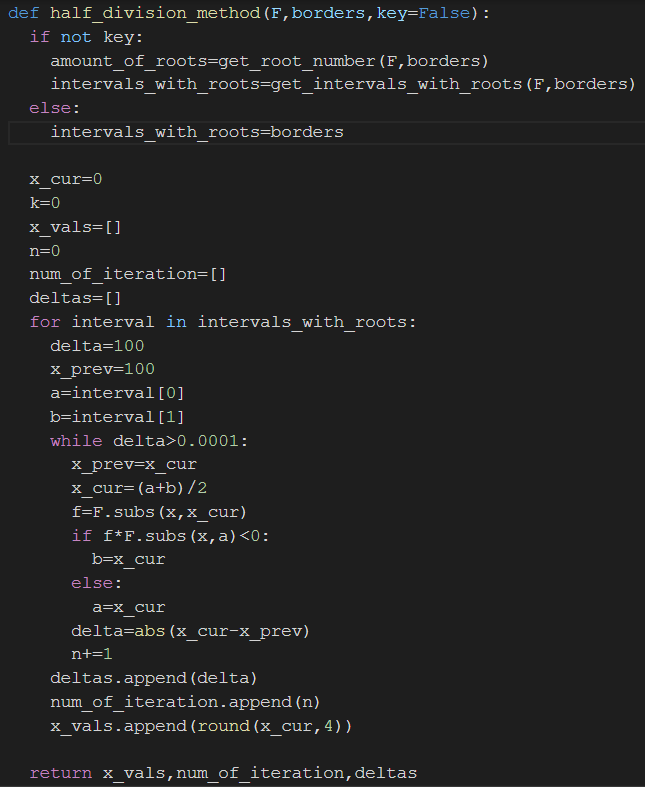 def half_division_method(F,borders,key=False):
  if not key:
    amount_of_roots=get_root_number(F,borders)
    intervals_with_roots=get_intervals_with_roots(F,borders)
  else:
    intervals_with_roots=borders

  x_cur=0
  k=0
  x_vals=[]
  n=0
  num_of_iteration=[]
  deltas=[]
  for interval in intervals_with_roots:
    delta=100
    x_prev=100
    a=interval[0]
    b=interval[1]
    while delta>0.0001:
      x_prev=x_cur
      x_cur=(a+b)/2
      f=F.subs(x,x_cur)
      if f*F.subs(x,a)<0:
        b=x_cur
      else:
        a=x_cur
      delta=abs(x_cur-x_prev)
      n+=1
    deltas.append(delta)
    num_of_iteration.append(n)
    x_vals.append(round(x_cur,4))

  return x_vals,num_of_iteration,deltas